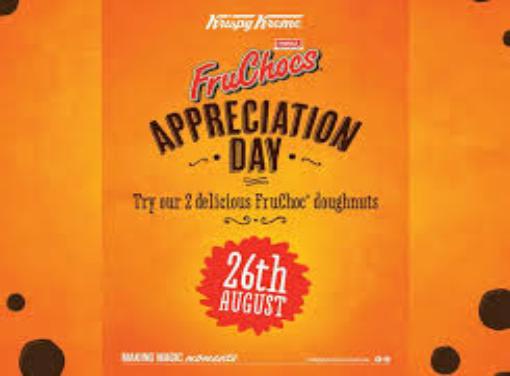 Krispy Kreme
FruChocs
APPRECIATION
DAY
Try our 2 delicious FruChoc® doughnuts
26th
AUGUST
MAKING MAGIC moments